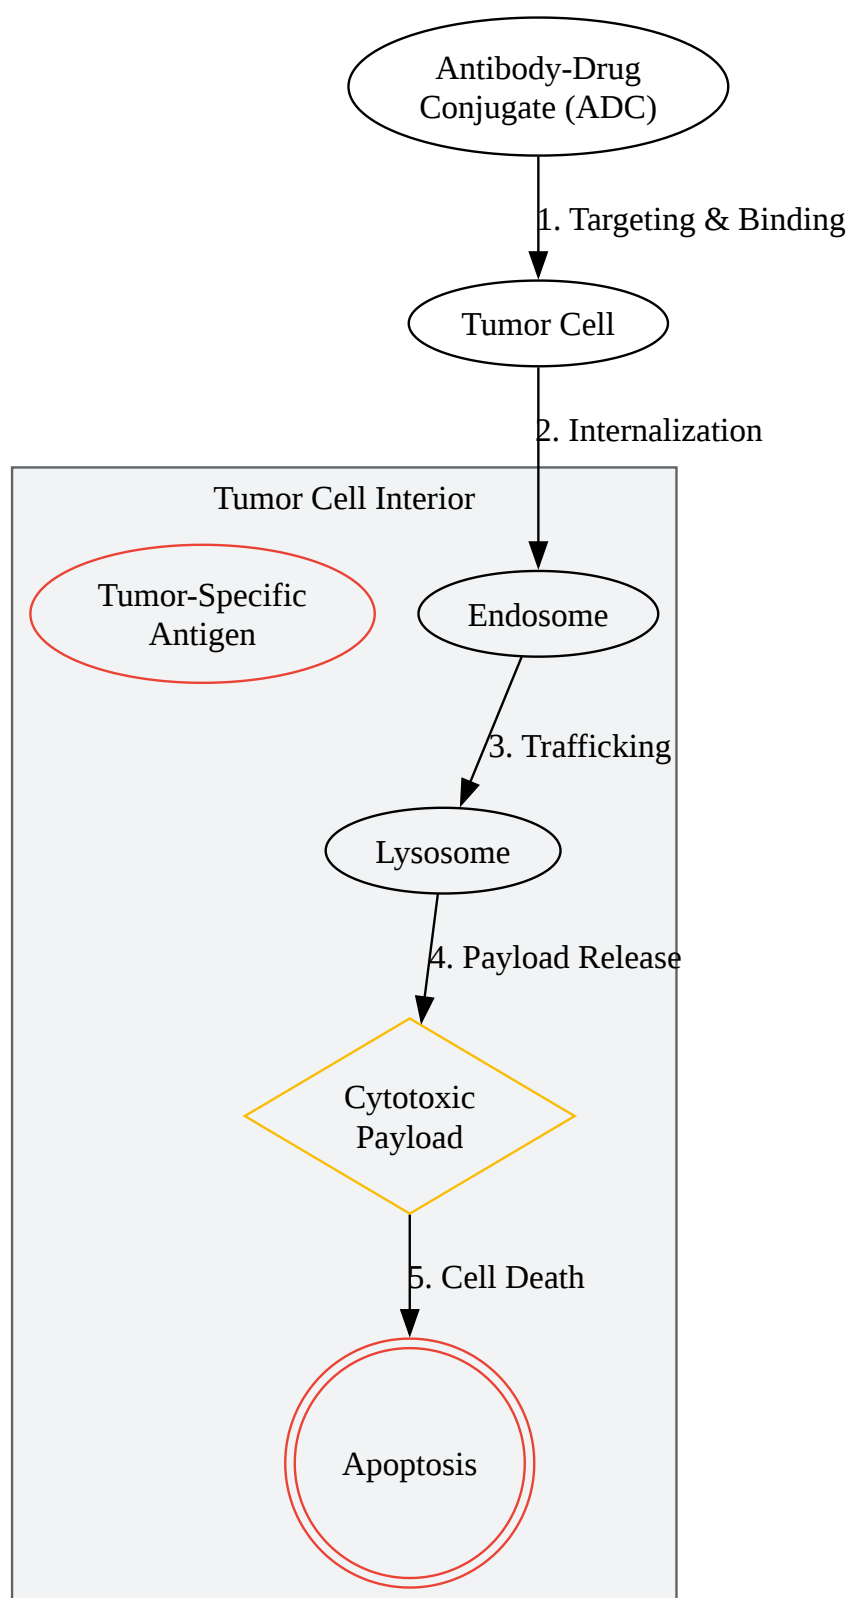 Antibody-Drug
Conjugate (ADC)
1. Targeting & Binding
Tumor Cell
2. Internalization
Tumor Cell Interior
Tumor-Specific
Antigen
Endosome
3. Trafficking
Lysosome
4. Payload Release
Cytotoxic
Payload
5. Cell Death
Apoptosis